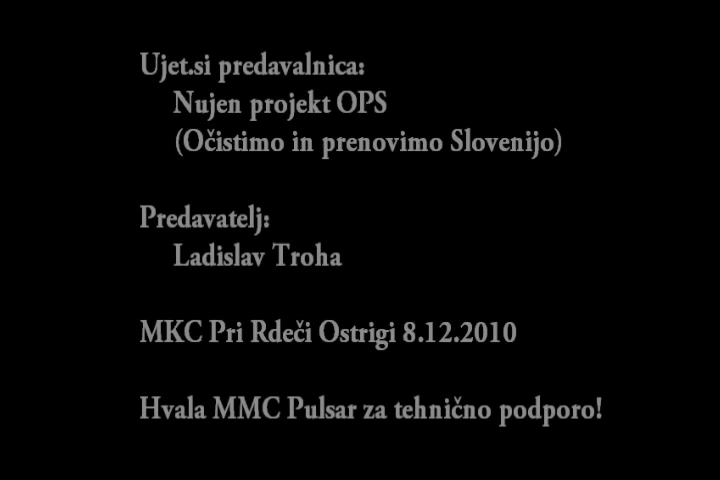 Ujet.si predavalnica:
Nujen projekt OPS
(Očistimo in prenovimo Slovenijo)
Predavatelj:
Ladislav Troha
MKC Pri Rdeči Ostrigi 8.12.2010
Hvala MMC Pulsar za tehnično podporo!